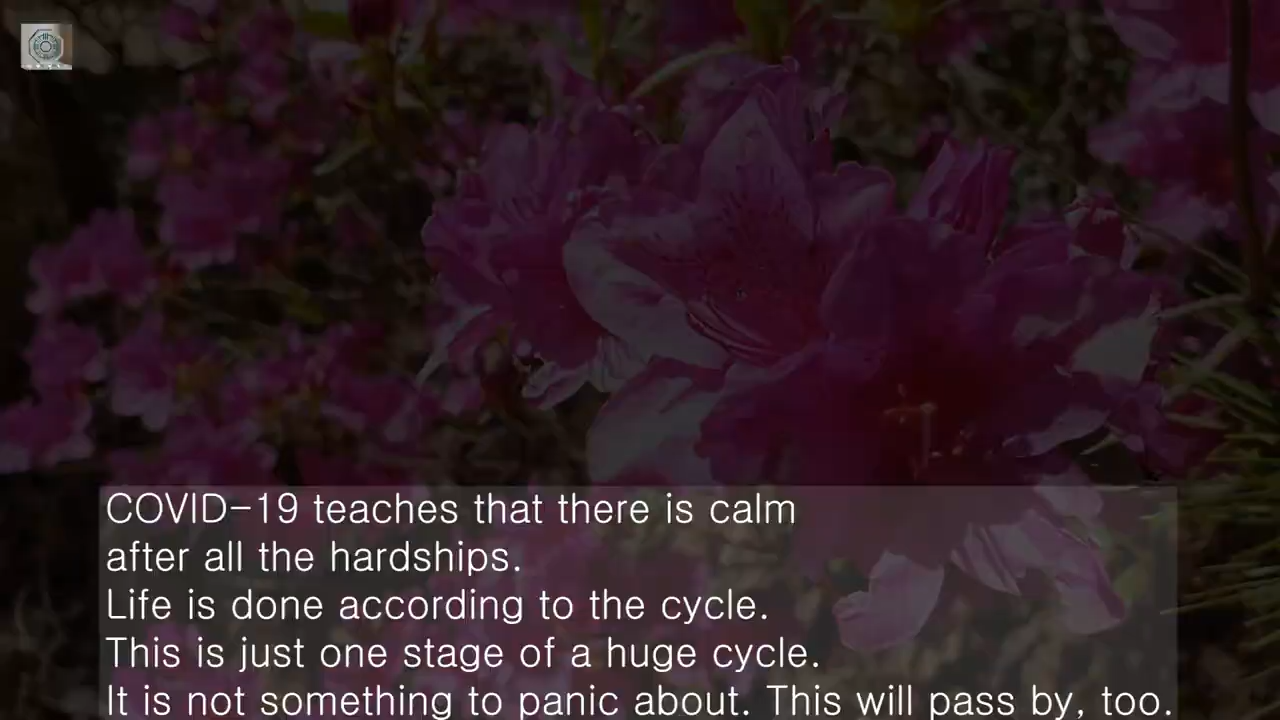 COVID-19 teaches that there is calm
after all the hardships.
Life is done according to the cycle.
This is just one stage of a huge cycle.
It is not something to panic about. This will pass by, too.